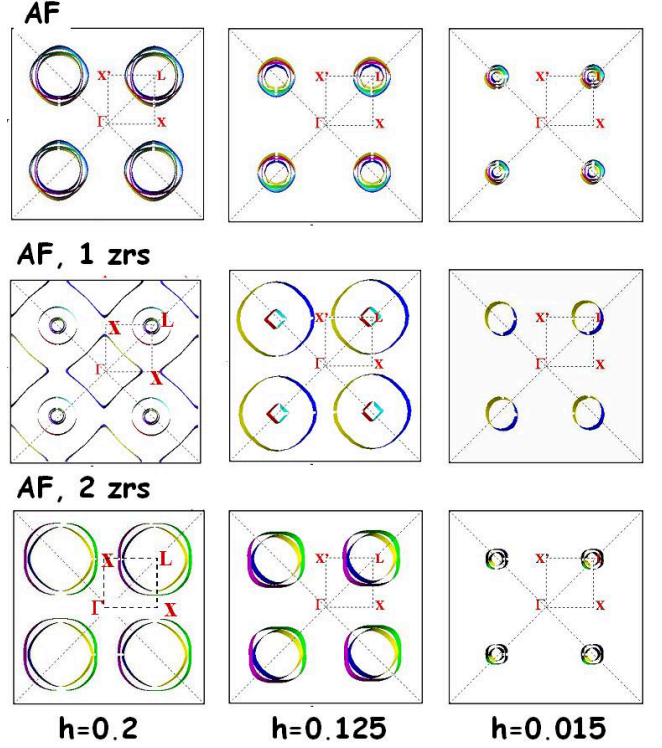 AF
X' L X' L X' L
Γ X Γ X Γ X
AF, 1 zrs
X L X' L X' L
Γ X Γ X Γ X
AF, 2 zrs
X L X' L X' L
Γ X Γ X Γ X
h=0.2 h=0.125 h=0.015